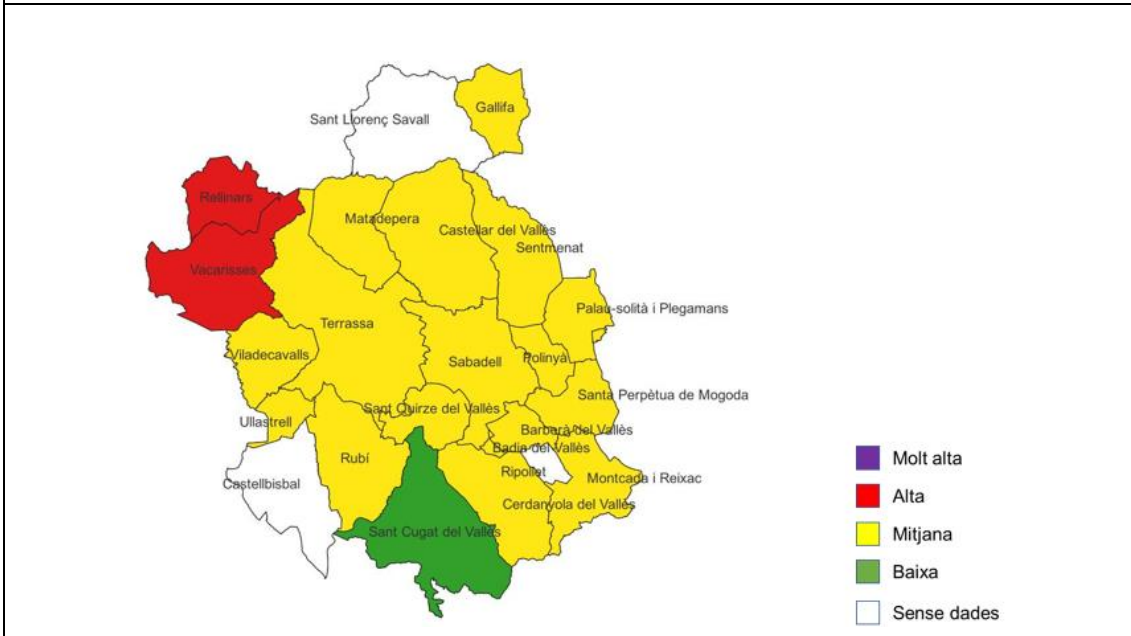 Gallifa
Sant Llorenç Savall
Rellinars
Matadepera
Castellar del Vallès
Sentmenat
Vacarisses
Palau-solità i Plegamans
Terrassa
Viladecavalls
Sabadell
Polinyà
Santa Perpètua de Mogoda
Sant Quirze del Vallès
Ullastrell
Barberà del Vallès
Badia del Vallès
Rubí
Ripollet
Montcada i Reixac
Castellbisbal
Cerdanyola del Vallès
Sant Cugat del Vallès
Molt alta
Alta
Mitjana
Baixa
Sense dades